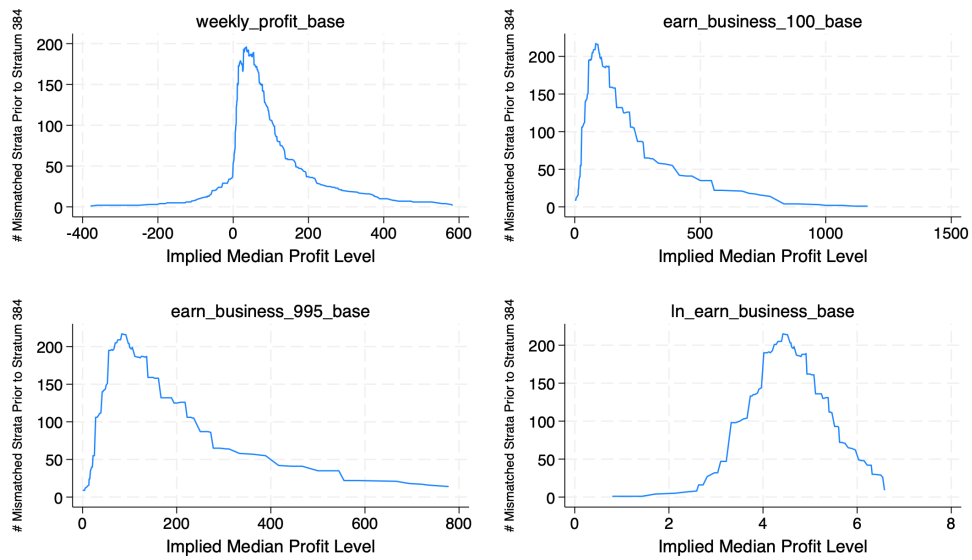 weekly_profit_base
# Mismatched Strata Prior to Stratum 384
200
150
100
50
0
-400 -200 0 200 400 600
Implied Median Profit Level
earn_business_100_base
# Mismatched Strata Prior to Stratum 384
200
150
100
50
0
0 500 1000 1500
Implied Median Profit Level
earn_business_995_base
# Mismatched Strata Prior to Stratum 384
200
150
100
50
0
0 200 400 600 800
Implied Median Profit Level
ln_earn_business_base
# Mismatched Strata Prior to Stratum 384
200
150
100
50
0
0 2 4 6 8
Implied Median Profit Level